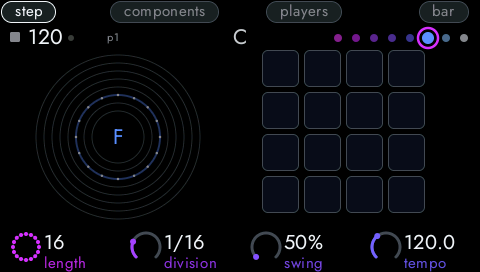 step components players bar
120 p1 C
F
16 1/16 50% 120.0
length division swing tempo